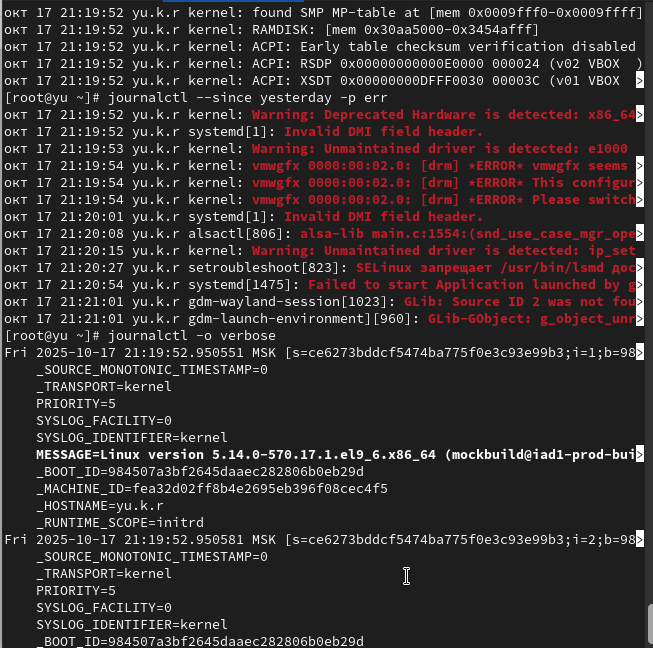 окт 17 21:19:52 yu.k.r kernel: found SMP MP-table at [mem 0x0009fff0-0x0009ffff]
окт 17 21:19:52 yu.k.r kernel: RAMDISK: [mem 0x30aa5000-0x3454afff]
окт 17 21:19:52 yu.k.r kernel: ACPI: Early table checksum verification disabled
окт 17 21:19:52 yu.k.r kernel: ACPI: RSDP 0x00000000000E0000 000024 (v02 VBOX  )
окт 17 21:19:52 yu.k.r kernel: ACPI: XSDT 0x00000000DFFF0030 00003C (v01 VBOX  >
[root@yu ~]# journalctl --since yesterday -p err
окт 17 21:19:52 yu.k.r kernel: Warning: Deprecated Hardware is detected: x86_64>
окт 17 21:19:52 yu.k.r systemd[1]: Invalid DMI field header.
окт 17 21:19:53 yu.k.r kernel: Warning: Unmaintained driver is detected: e1000
окт 17 21:19:54 yu.k.r kernel: vmwgfx 0000:00:02.0: [drm] *ERROR* vmwgfx seems >
окт 17 21:19:54 yu.k.r kernel: vmwgfx 0000:00:02.0: [drm] *ERROR* This configur>
окт 17 21:19:54 yu.k.r kernel: vmwgfx 0000:00:02.0: [drm] *ERROR* Please switch>
окт 17 21:20:01 yu.k.r systemd[1]: Invalid DMI field header.
окт 17 21:20:08 yu.k.r alsactl[806]: alsa-lib main.c:1554:(snd_use_case_mgr_ope>
окт 17 21:20:15 yu.k.r kernel: Warning: Unmaintained driver is detected: ip_set
окт 17 21:20:27 yu.k.r setroubleshoot[823]: SELinux запрещает /usr/bin/lsmd дос>
окт 17 21:20:54 yu.k.r systemd[1475]: Failed to start Application launched by g>
окт 17 21:21:01 yu.k.r gdm-wayland-session[1023]: GLib: Source ID 2 was not fou>
окт 17 21:21:01 yu.k.r gdm-launch-environment][960]: GLib-GObject: g_object_unr>
[root@yu ~]# journalctl -o verbose
Fri 2025-10-17 21:19:52.950551 MSK [s=ce6273bddcf5474ba775f0e3c93e99b3;i=1;b=98>
    _SOURCE_MONOTONIC_TIMESTAMP=0
    _TRANSPORT=kernel
    PRIORITY=5
    SYSLOG_FACILITY=0
    SYSLOG_IDENTIFIER=kernel
    MESSAGE=Linux version 5.14.0-570.17.1.el9_6.x86_64 (mockbuild@iad1-prod-bui>
    _BOOT_ID=984507a3bf2645daaec282806b0eb29d
    _MACHINE_ID=fea32d02ff8b4e2695eb396f08cec4f5
    _HOSTNAME=yu.k.r
    _RUNTIME_SCOPE=initrd
Fri 2025-10-17 21:19:52.950581 MSK [s=ce6273bddcf5474ba775f0e3c93e99b3;i=2;b=98>
    _SOURCE_MONOTONIC_TIMESTAMP=0
    _TRANSPORT=kernel
    PRIORITY=5
    SYSLOG_FACILITY=0
    SYSLOG_IDENTIFIER=kernel
    _BOOT_ID=984507a3bf2645daaec282806b0eb29d